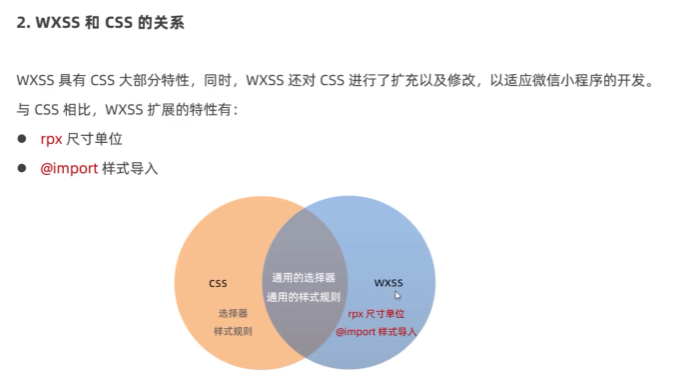 2. WXSS 和 CSS 的关系
WXSS 具有 CSS 大部分特性，同时，WXSS 还对 CSS 进行了扩充以及修改，以适应微信小程序的开发。
与 CSS 相比，WXSS 扩展的特性有：
● rpx 尺寸单位
● @import 样式导入
CSS
选择器
样式规则
通用的选择器
通用的样式规则
WXSS
rpx 尺寸单位
@import 样式导入